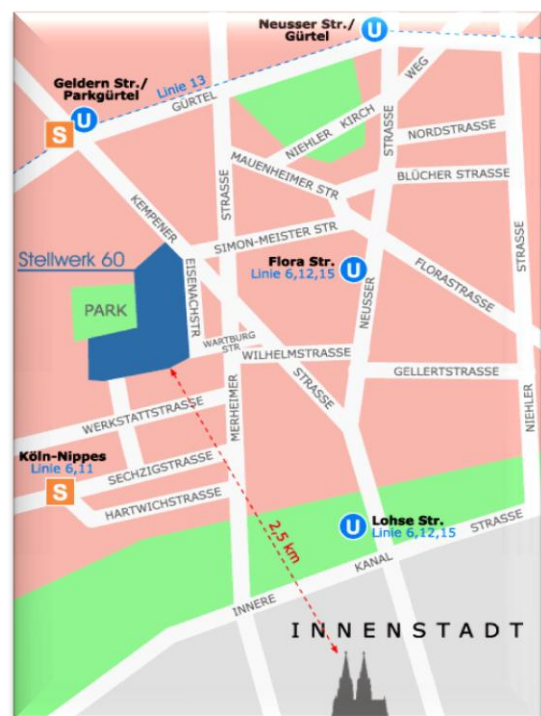 Neusser Str./
Gürtel
U
Geldern Str./
Parkgürtel
S
U
Linie 13
GÜRTEL
WEG
KIRCH
NIEHLER
STRASSE
NORDSTRASSE
MAUENHEIMER STR
BLÜCHER STRASSE
STRASSE
KEMPENER
SIMON-MEISTER STR
STRASSE
Stellwerk 60
EISENACHSTR
Flora Str.
Linie 6,12,15
U
FLORASTRASSE
PARK
NEUSSER
WARTBURG
STR
WILHELMSTRASSE
GELLERTSTRASSE
STRASSE
MERHEIMER
NIEHLER
WERKSTATTSTRASSE
Köln-Nippes
Linie 6,11
S
SECHZIGSTRASSE
HARTWICHSTRASSE
2,5 km
U
Lohse Str.
Linie 6,12,15
STRASSE
KANAL
INNERE
INNENSTADT